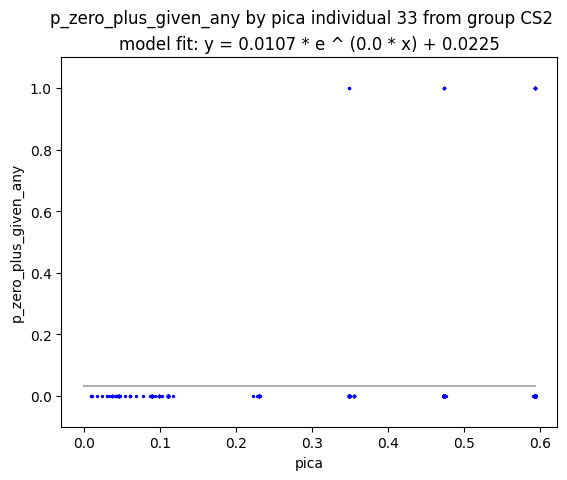 p_zero_plus_given_any by pica individual 33 from group CS2
model fit: y = 0.0107 * e ^ (0.0 * x) + 0.0225
1.0
0.8
0.6
0.4
0.2
0.0
p_zero_plus_given_any
0.0 0.1 0.2 0.3 0.4 0.5 0.6
pica